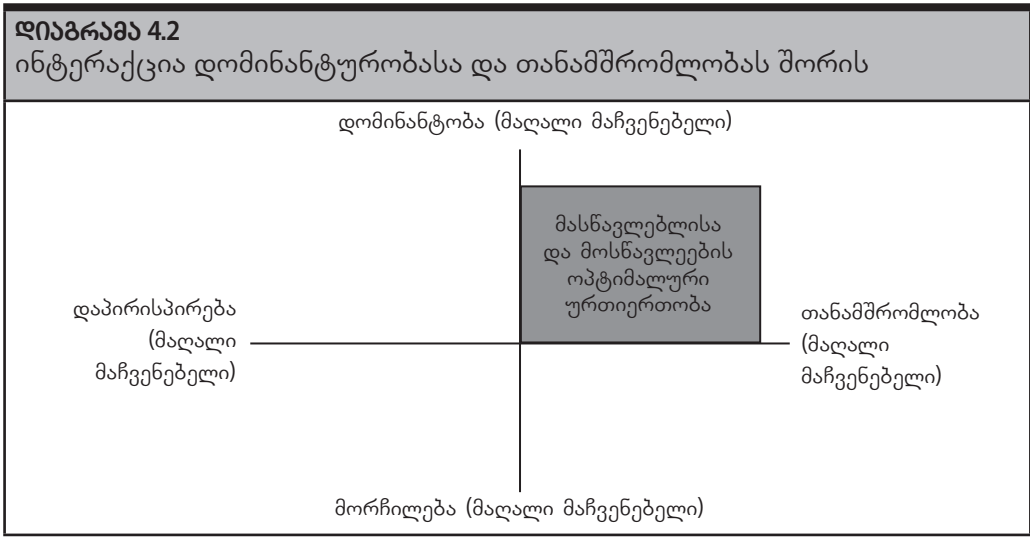 დიაგრამა 4.2
ინტერაქცია დომინანტურობასა და თანამშრომლობას შორის
დომინანტობა (მაღალი მაჩვენებელი)
მასწავლებლისა
და მოსწავლეების
ოპტიმალური
ურთიერთობა
დაპირისპირება
(მაღალი
მაჩვენებელი)
თანამშრომლობა
(მაღალი
მაჩვენებელი)
მორჩილება (მაღალი მაჩვენებელი)